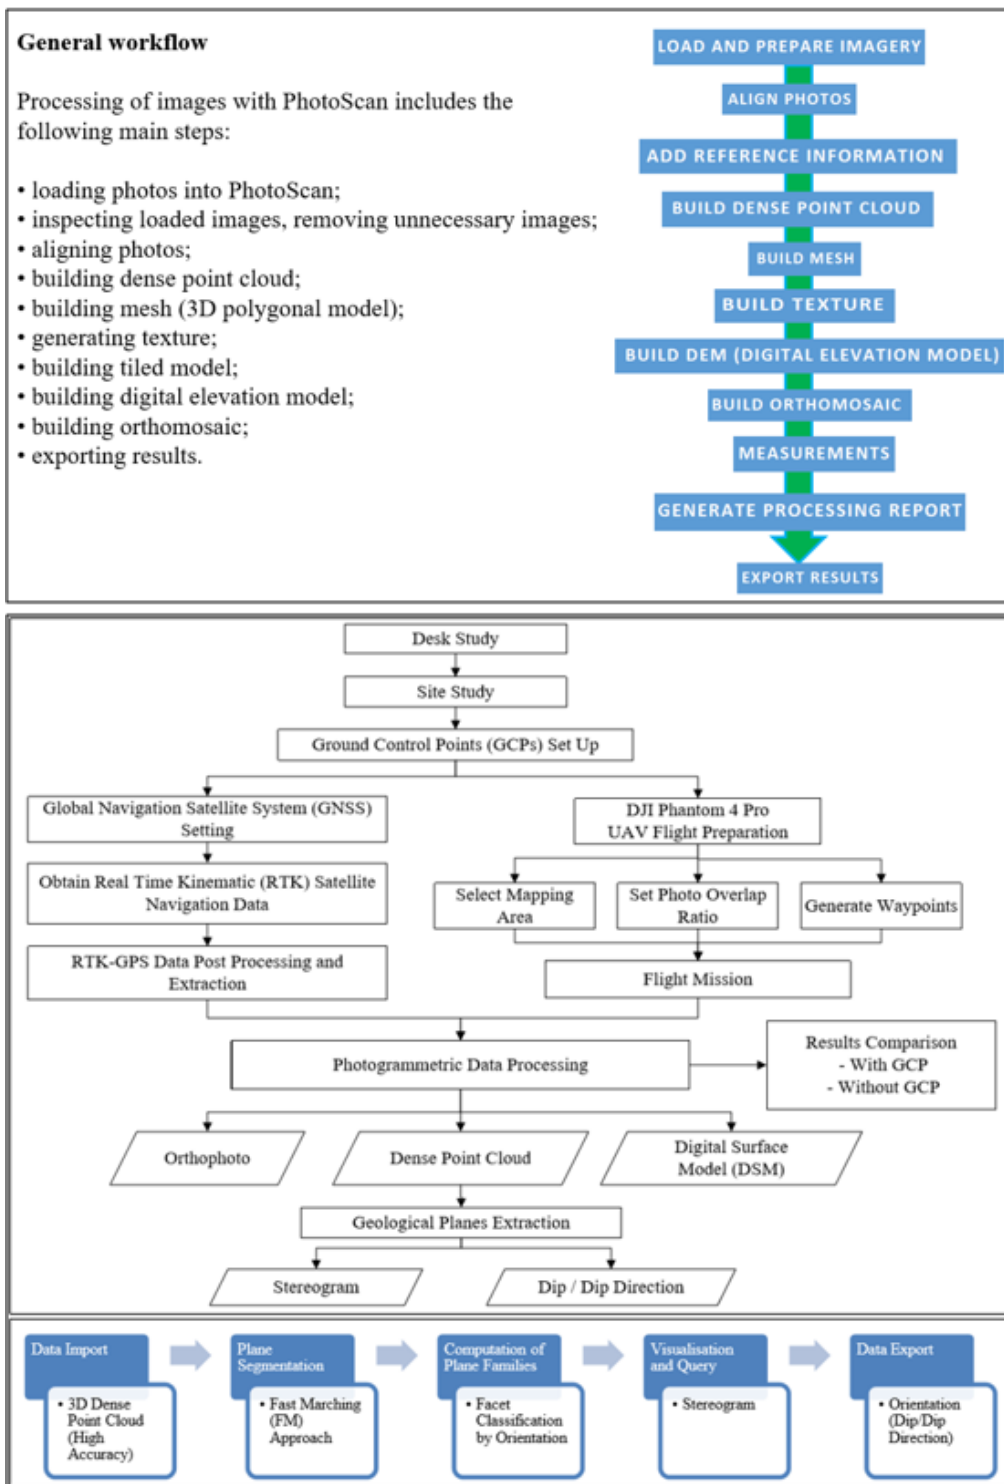 General workflow
Processing of images with PhotoScan includes the
following main steps:
• loading photos into PhotoScan;
• inspecting loaded images, removing unnecessary images;
• aligning photos;
• building dense point cloud;
• building mesh (3D polygonal model);
• generating texture;
• building tiled model;
• building digital elevation model;
• building orthomosaic;
• exporting results.
LOAD AND PREPARE IMAGERY
ALIGN PHOTOS
ADD REFERENCE INFORMATION
BUILD DENSE POINT CLOUD
BUILD MESH
BUILD TEXTURE
BUILD DEM (DIGITAL ELEVATION MODEL)
BUILD ORTHOMOSAIC
MEASUREMENTS
GENERATE PROCESSING REPORT
EXPORT RESULTS
Desk Study
Site Study
Ground Control Points (GCPs) Set Up
Global Navigation Satellite System (GNSS)
Setting
Obtain Real Time Kinematic (RTK) Satellite
Navigation Data
RTK-GPS Data Post Processing and
Extraction
DJI Phantom 4 Pro
UAV Flight Preparation
Select Mapping
Area
Set Photo Overlap
Ratio
Generate Waypoints
Flight Mission
Photogrammetric Data Processing
Results Comparison
- With GCP
- Without GCP
Orthophoto
Dense Point Cloud
Digital Surface
Model (DSM)
Geological Planes Extraction
Stereogram
Dip / Dip Direction
Data Import
• 3D Dense
Point Cloud
(High
Accuracy)
Plane
Segmentation
• Fast Marching
(FM)
Approach
Computation of
Plane Families
• Facet
Classification
by Orientation
Visualisation
and Query
• Stereogram
Data Export
• Orientation
(Dip/Dip
Direction)